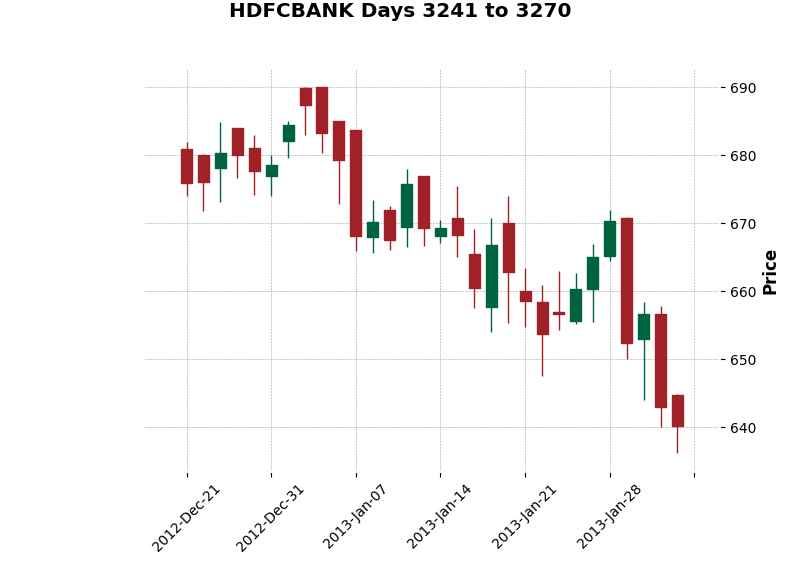 HDFCBANK Days 3241 to 3270
690
680
670
660
650
640
Price
2012-Dec-21
2012-Dec-31
2013-Jan-07
2013-Jan-14
2013-Jan-21
2013-Jan-28